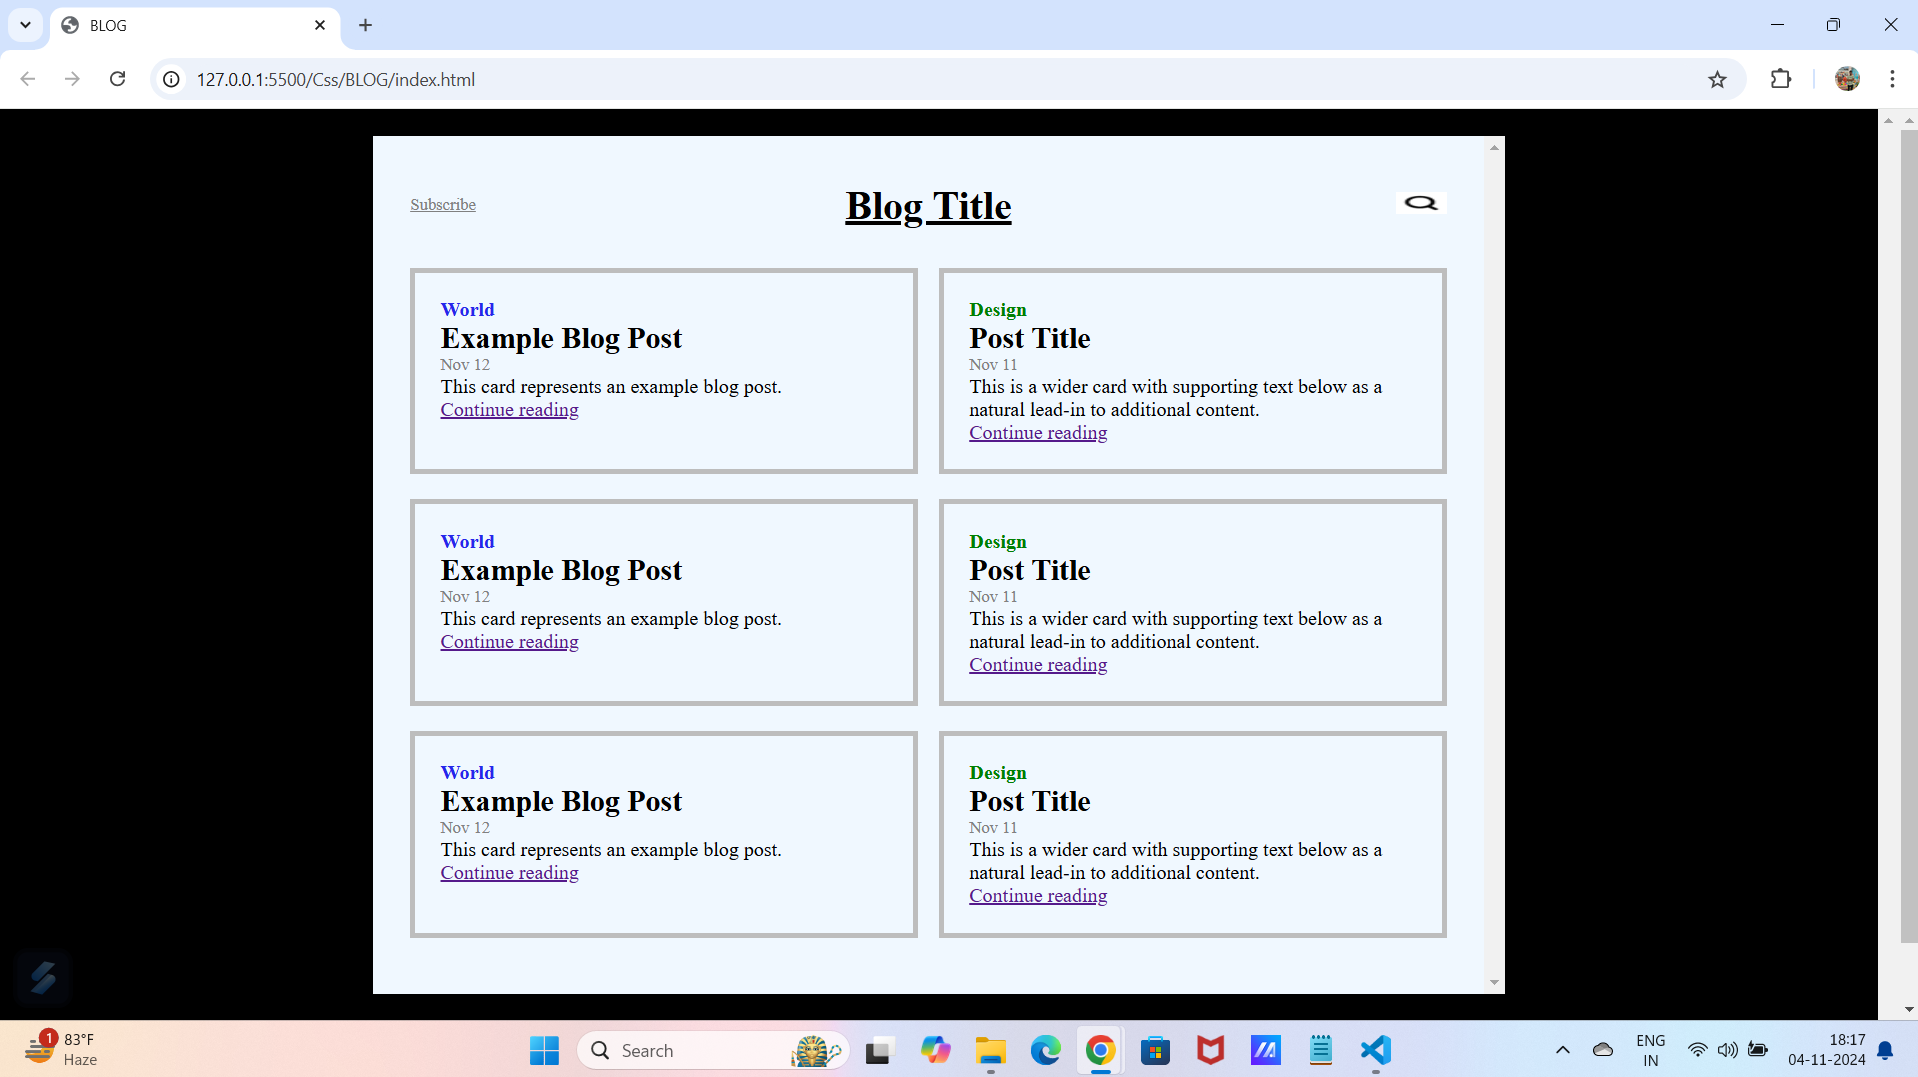 BLOG
127.0.0.1:5500/Css/BLOG/index.html
Subscribe
Blog Title
World
Example Blog Post
Nov 12
This card represents an example blog post.
Continue reading
Design
Post Title
Nov 11
This is a wider card with supporting text below as a
natural lead-in to additional content.
Continue reading
World
Example Blog Post
Nov 12
This card represents an example blog post.
Continue reading
Design
Post Title
Nov 11
This is a wider card with supporting text below as a
natural lead-in to additional content.
Continue reading
World
Example Blog Post
Nov 12
This card represents an example blog post.
Continue reading
Design
Post Title
Nov 11
This is a wider card with supporting text below as a
natural lead-in to additional content.
Continue reading
1
83°F
Haze
Search
ENG
IN
18:17
04-11-2024